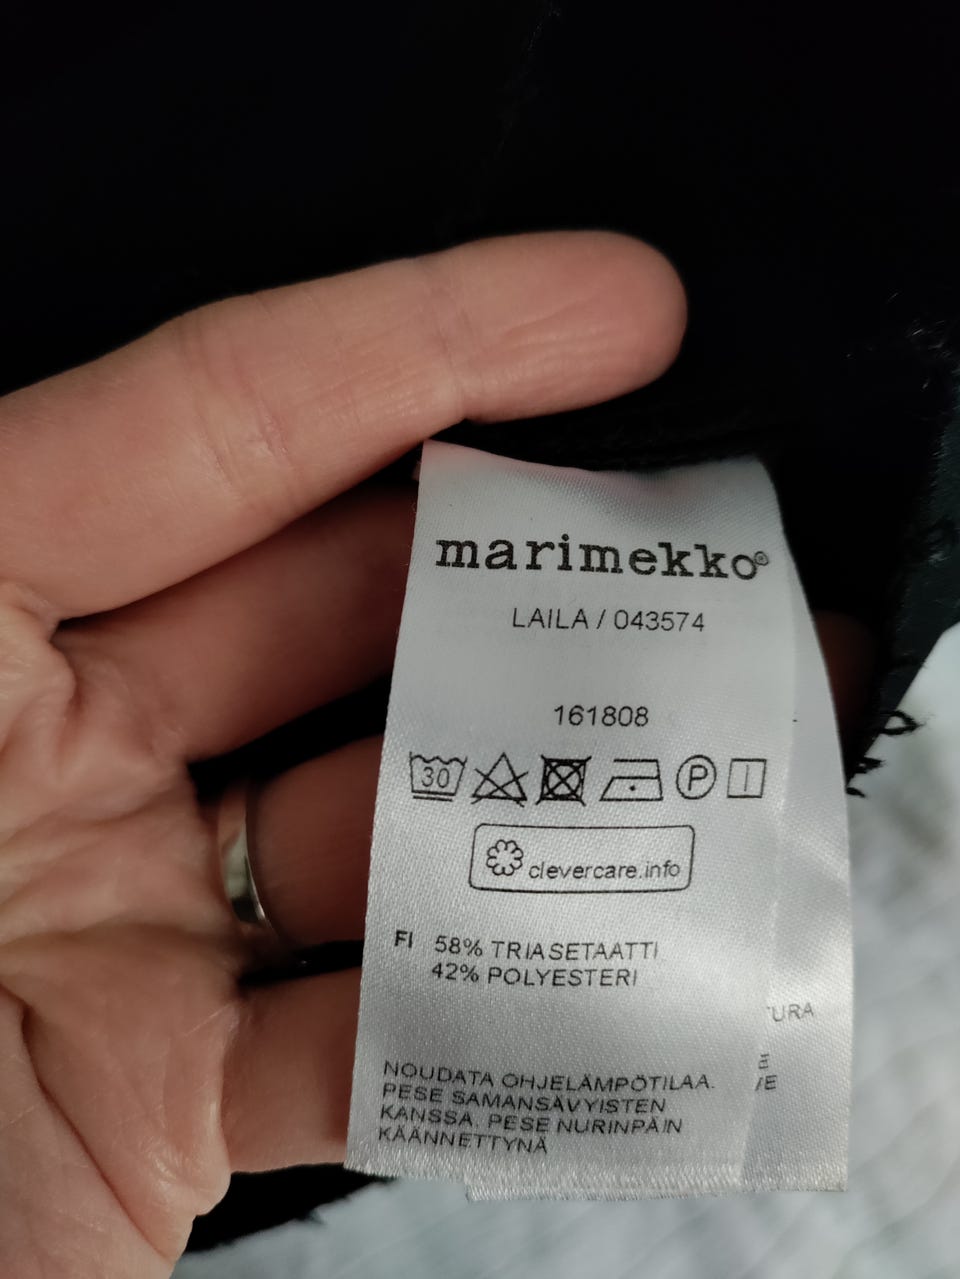 marimekko®
LAILA / 043574
161808
30 P
clevercare.info
FI 58% TRIASETAATTI
42% POLYESTERI
NOUDATA OHJELÄMPÖTILAA.
PESE SAMANSÄVYISTEN
KANSSA. PESE NURINPÄIN
KÄÄNNETTYNÄ